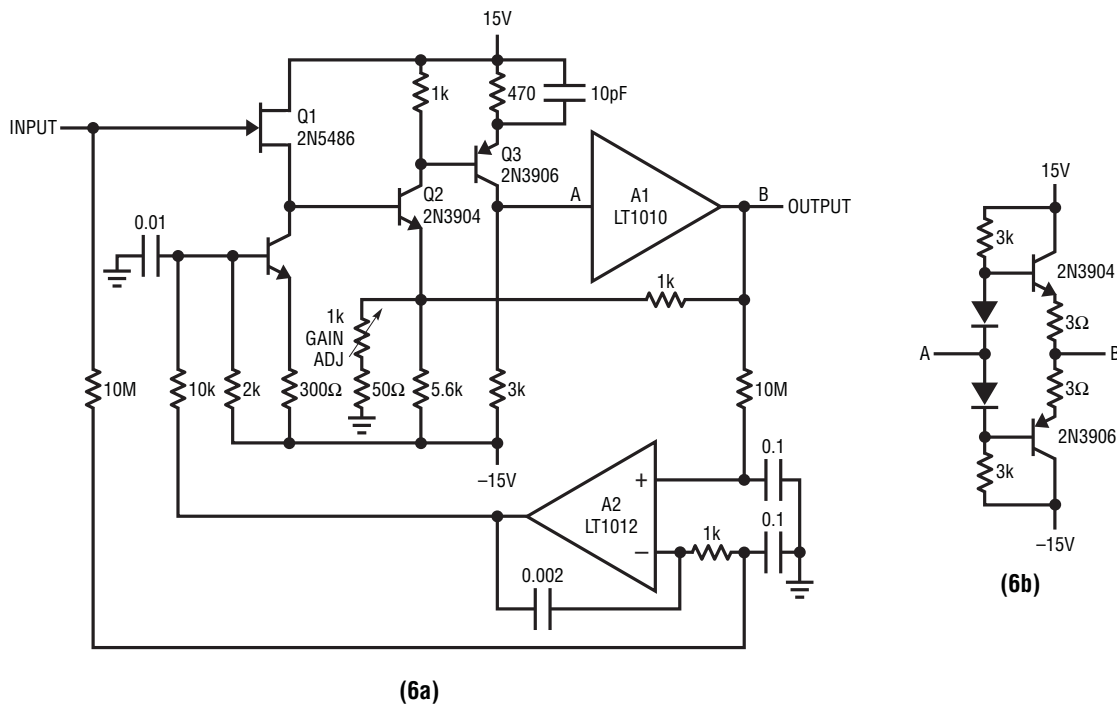 15V
1k
470
10pF
INPUT
Q1
2N5486
Q3
2N3906
A
A1
LT1010
B
OUTPUT
Q2
2N3904
0.01
1k
1k
GAIN
ADJ
10M
10k
2k
300Ω
50Ω
5.6k
3k
10M
–15V
A2
LT1012
+
–
0.1
1k
0.1
0.002
(6a)
15V
3k
2N3904
3Ω
A
B
3Ω
2N3906
3k
–15V
(6b)